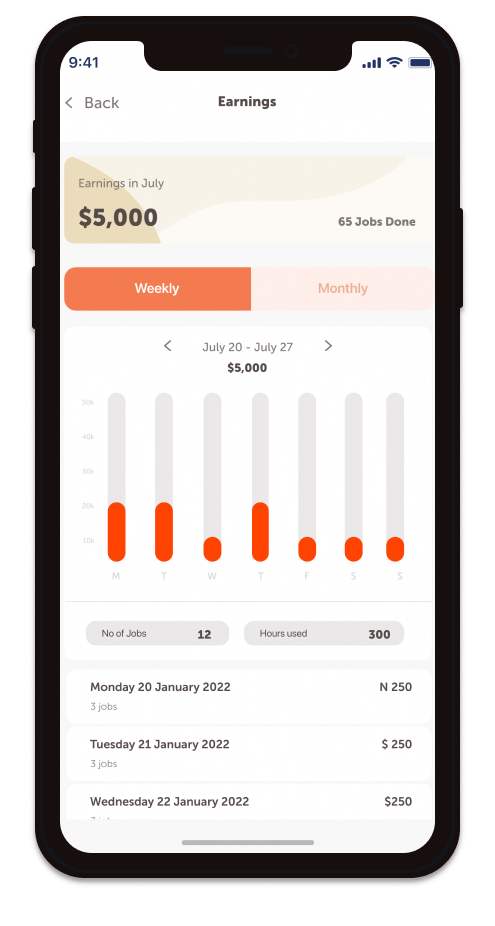 9:41
Back
Earnings
Earnings in July
$5,000
65 Jobs Done
Weekly
Monthly
July 20 - July 27
$5,000
50k
40k
30k
20k
10k
M T W T F S S
No of Jobs 12
Hours used 300
Monday 20 January 2022 N 250
3 jobs
Tuesday 21 January 2022 $ 250
3 jobs
Wednesday 22 January 2022 $250